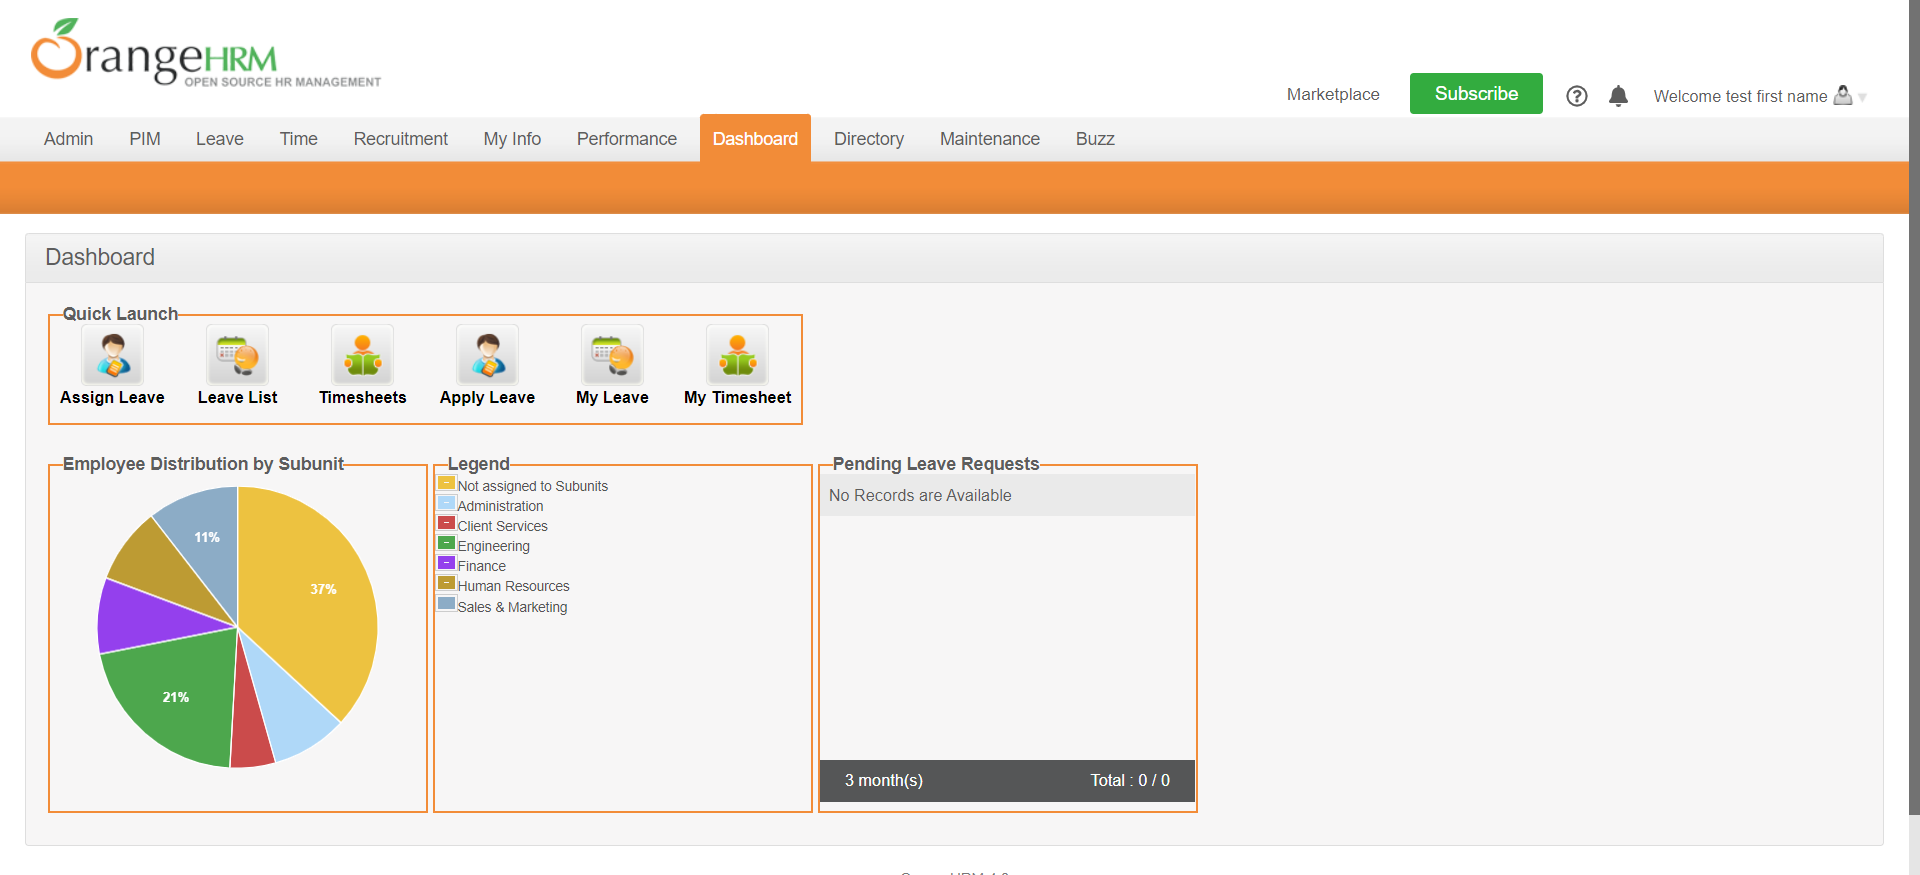 OrangeHRM
OPEN SOURCE HR MANAGEMENT
Marketplace
Subscribe
Welcome test first name
Admin PIM Leave Time Recruitment My Info Performance Dashboard Directory Maintenance Buzz
Dashboard
Quick Launch
Assign Leave Leave List Timesheets Apply Leave My Leave My Timesheet
Employee Distribution by Subunit
11%
37%
21%
Legend
Not assigned to Subunits
Administration
Client Services
Engineering
Finance
Human Resources
Sales & Marketing
Pending Leave Requests
No Records are Available
3 month(s) Total : 0 / 0